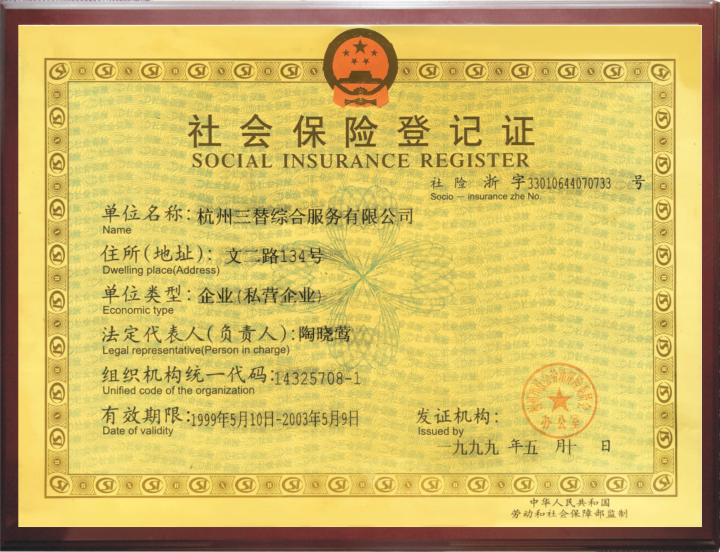 社会保险登记证
SOCIAL INSURANCE REGISTER
社险 浙 字33010644070733 号
Socio — insurance zhe No.
单位名称: 杭州三替综合服务有限公司
Name
住所(地址): 文二路134号
Dwelling place(Address)
单位类型: 企业(私营企业)
Economic type
法定代表人(负责人): 陶晓莺
Legal representative(Person in charge)
组织机构统一代码: 14325708-1
Unified code of the organization
有效期限: 1999年5月10日-2003年5月9日
Date of validity
发证机构:
Issued by
办公室
一九九九 年五 月十 日
中华人民共和国
劳动和社会保障部监制